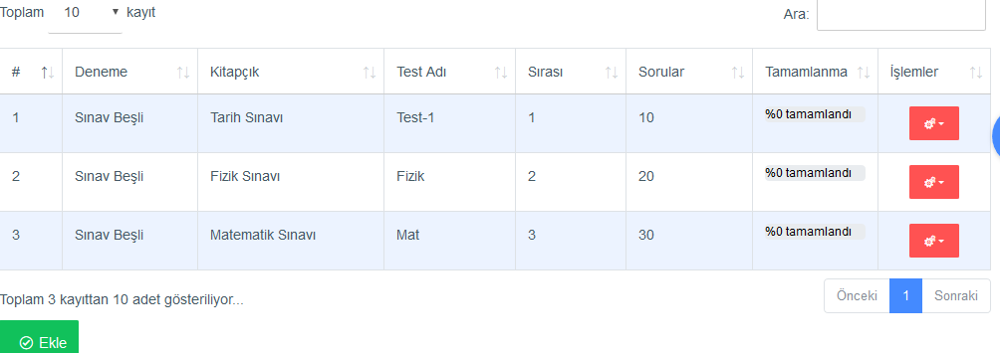 Toplam 10 kayıt Ara:
# Deneme Kitapçık Test Adı Sırası Sorular Tamamlanma İşlemler
1 Sınav Beşli Tarih Sınavı Test-1 1 10 %0 tamamlandı
2 Sınav Beşli Fizik Sınavı Fizik 2 20 %0 tamamlandı
3 Sınav Beşli Matematik Sınavı Mat 3 30 %0 tamamlandı
Toplam 3 kayıttan 10 adet gösteriliyor... Önceki 1 Sonraki
Ekle